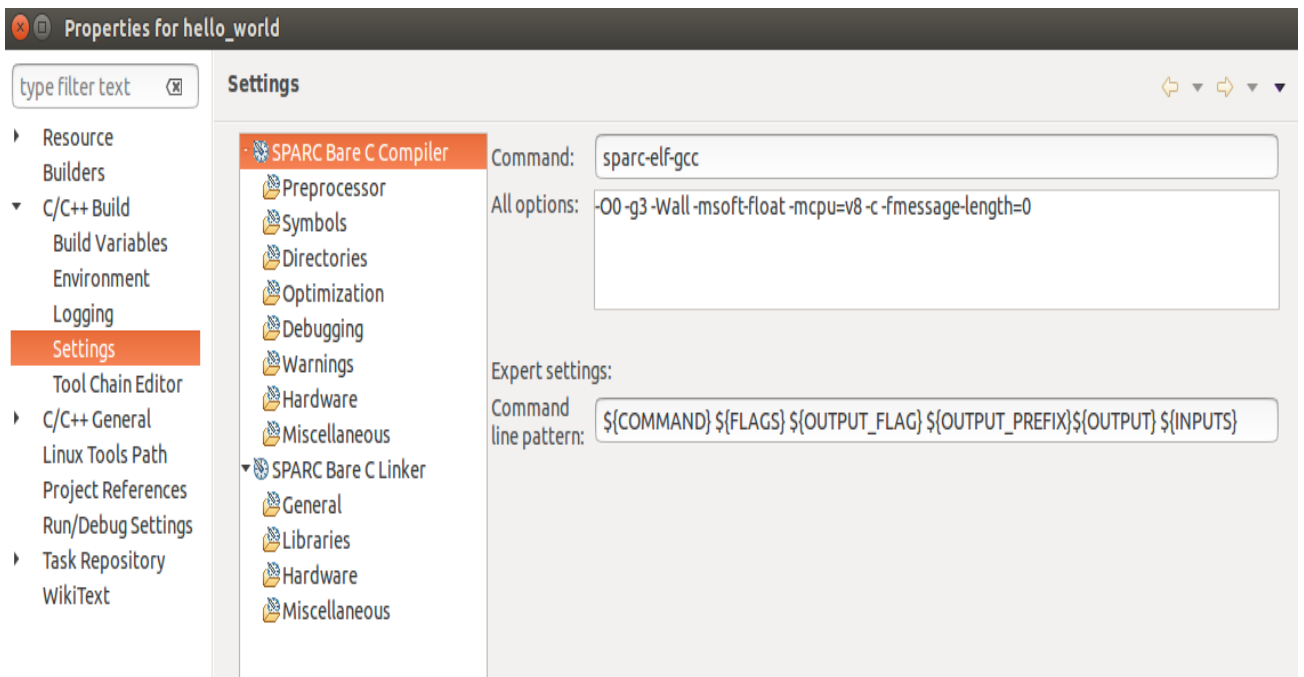 Properties for hello_world
type filter text
Settings
Resource
Builders
C/C++ Build
Build Variables
Environment
Logging
Settings
Tool Chain Editor
C/C++ General
Linux Tools Path
Project References
Run/Debug Settings
Task Repository
WikiText
SPARC Bare C Compiler
Preprocessor
Symbols
Directories
Optimization
Debugging
Warnings
Hardware
Miscellaneous
SPARC Bare C Linker
General
Libraries
Hardware
Miscellaneous
Command: sparc-elf-gcc
All options: -O0 -g3 -Wall -msoft-float -mcpu=v8 -c -fmessage-length=0
Expert settings:
Command
line pattern: ${COMMAND} ${FLAGS} ${OUTPUT_FLAG} ${OUTPUT_PREFIX}${OUTPUT} ${INPUTS}